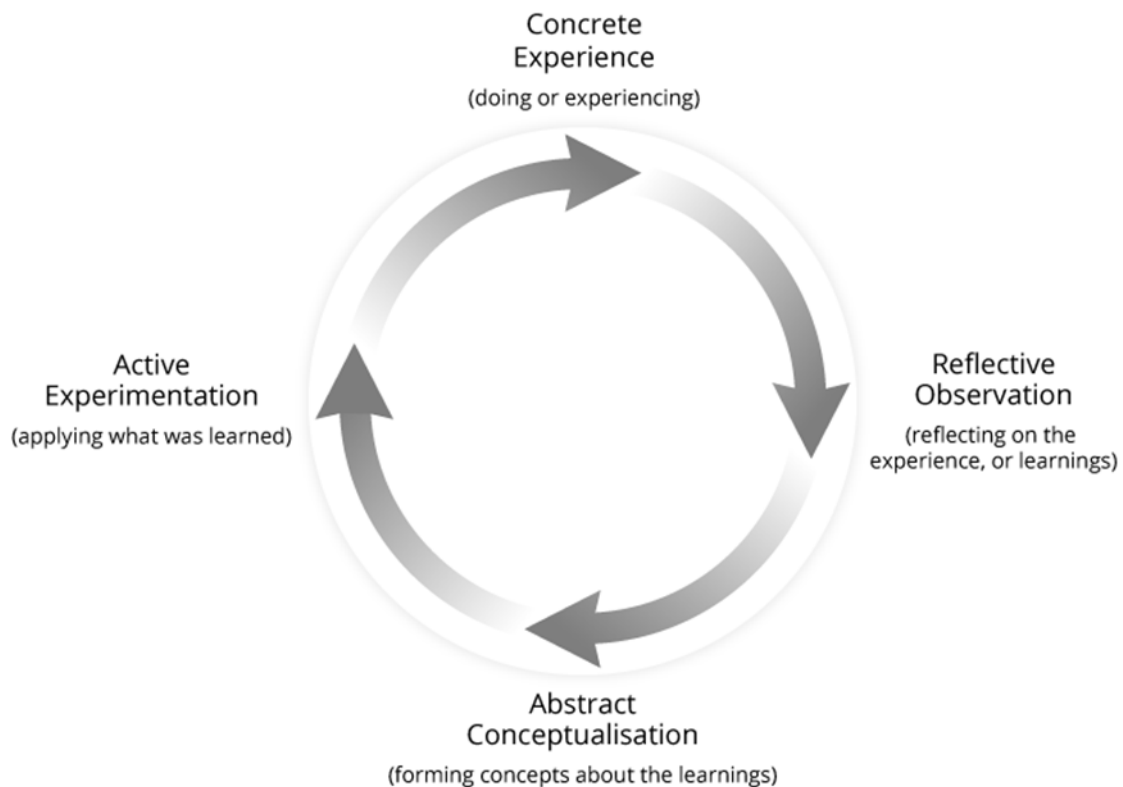 Concrete
Experience
(doing or experiencing)
Active
Experimentation
(applying what was learned)
Reflective
Observation
(reflecting on the
experience, or learnings)
Abstract
Conceptualisation
(forming concepts about the learnings)